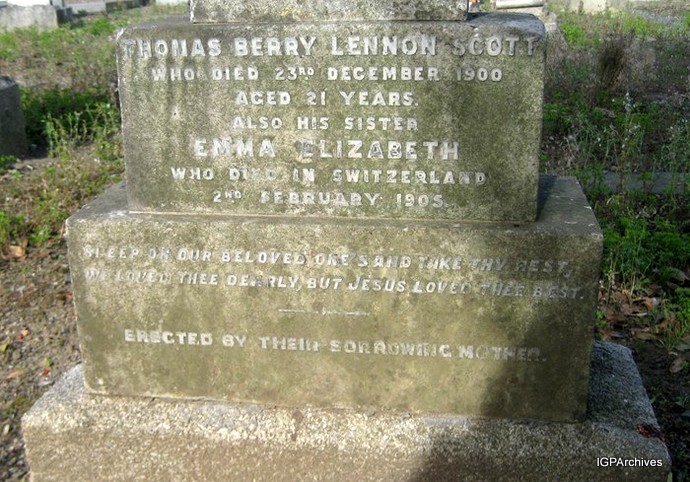 THOMAS BERRY LENNON SCOTT
WHO DIED 23RD DECEMBER 1900
AGED 21 YEARS.
ALSO HIS SISTER
EMMA ELIZABETH
WHO DIED IN SWITZERLAND
2ND FEBRUARY 1905.
SLEEP ON OUR BELOVED ONE'S AND TAKE THY REST,
WE LOVED THEE DEARLY, BUT JESUS LOVED THEE BEST.
ERECTED BY THEIR SORROWING MOTHER.
IGPArchives